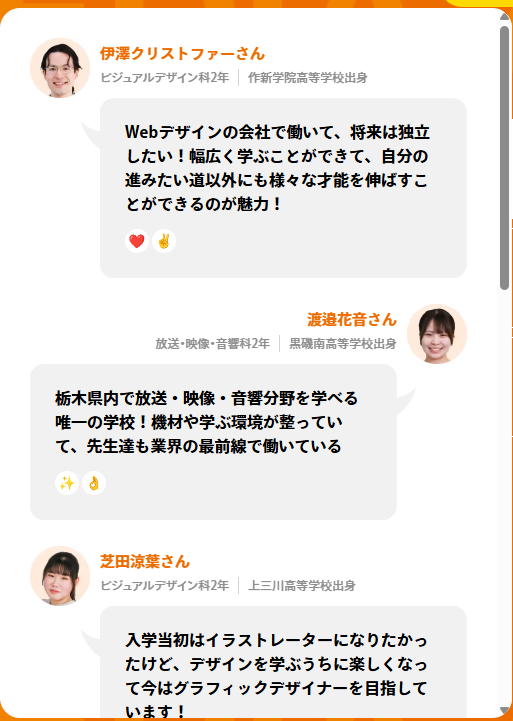 伊澤クリストファーさん
ビジュアルデザイン科2年 作新学院高等学校出身
Webデザインの会社で働いて、将来は独立
したい！幅広く学ぶことができて、自分の
進みたい道以外にも様々な才能を伸ばすこ
とができるのが魅力！
渡邉花音さん
放送・映像・音響科2年 黒磯南高等学校出身
栃木県内で放送・映像・音響分野を学べる
唯一の学校！機材や学ぶ環境が整ってい
て、先生達も業界の最前線で働いている
芝田涼葉さん
ビジュアルデザイン科2年 上三川高等学校出身
入学当初はイラストレーターになりたかっ
たけど、デザインを学ぶうちに楽しくなっ
て今はグラフィックデザイナーを目指して
います！